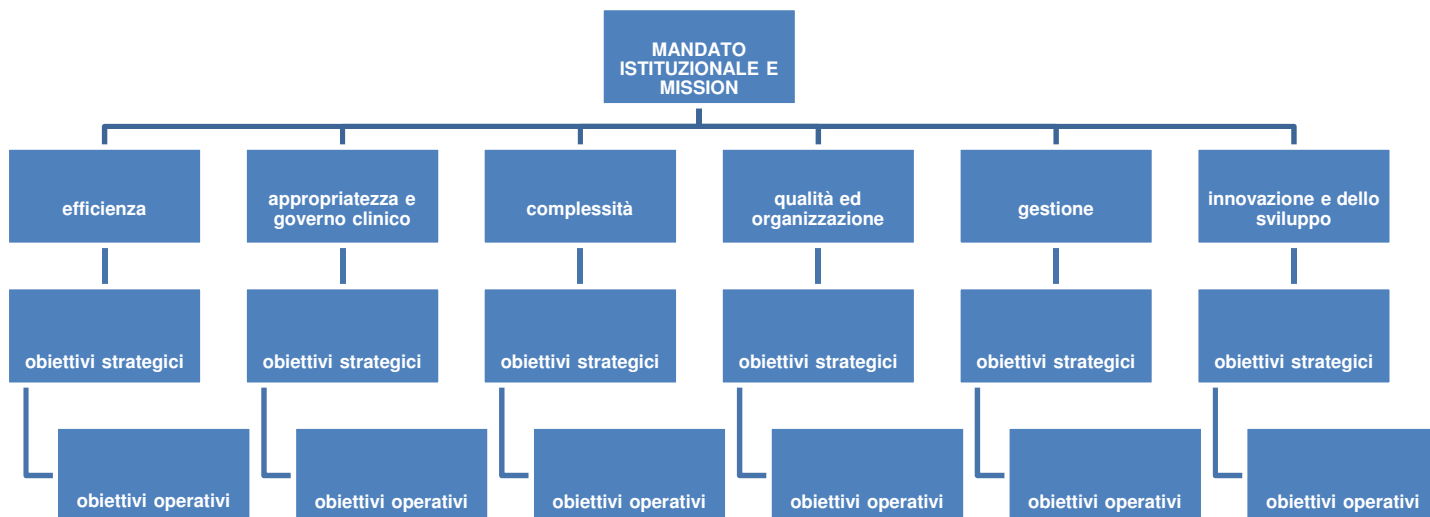 MANDATO
ISTITUZIONALE E
MISSION
efficienza
appropriatezza e
governo clinico
complessità
qualità ed
organizzazione
gestione
innovazione e dello
sviluppo
obiettivi strategici
obiettivi strategici
obiettivi strategici
obiettivi strategici
obiettivi strategici
obiettivi strategici
obiettivi operativi
obiettivi operativi
obiettivi operativi
obiettivi operativi
obiettivi operativi
obiettivi operativi